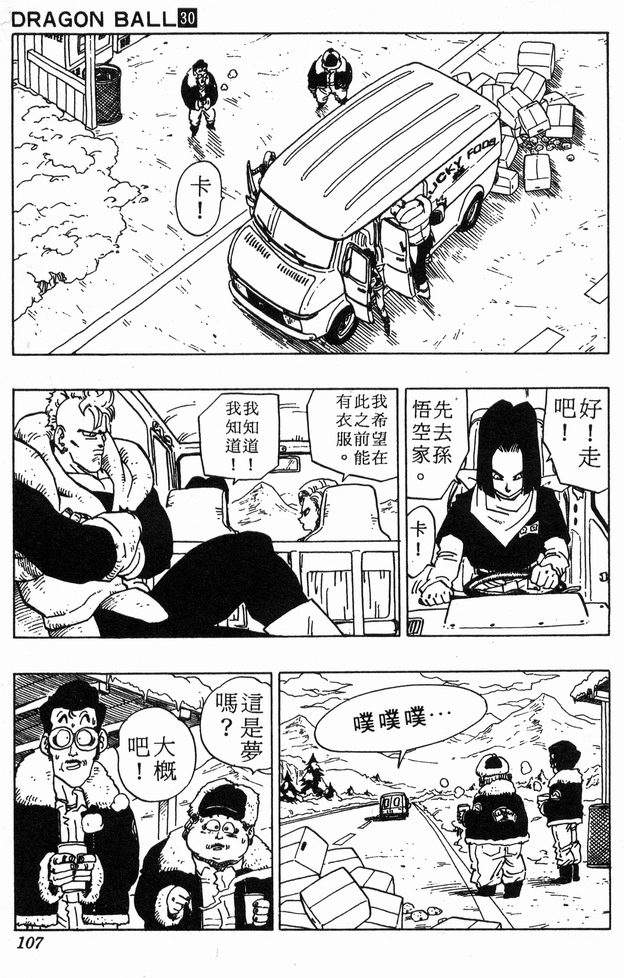 DRAGON BALL 30
LUCKY FOOD
卡！
好！走
吧！
先去孫
悟空家。
卡！
我希望在
此之前能
有衣服。
我知道！
我知道！
噗噗噗…
這是夢
嗎？
大概
吧！
107